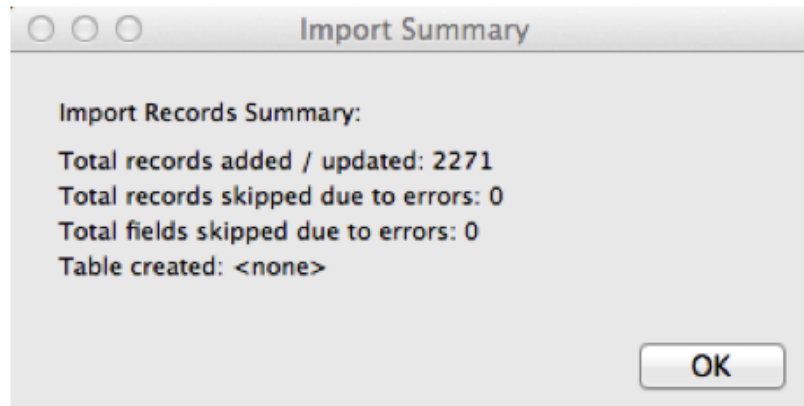 Import Summary
Import Records Summary:
Total records added / updated: 2271
Total records skipped due to errors: 0
Total fields skipped due to errors: 0
Table created: <none>
OK